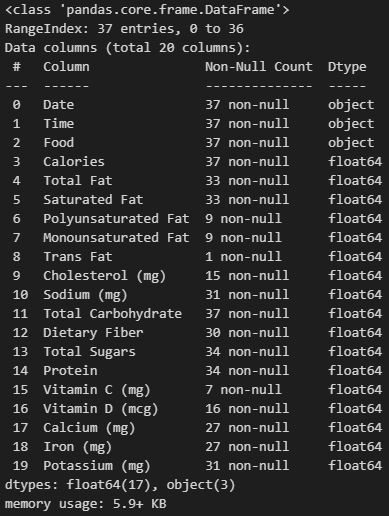 <class 'pandas.core.frame.DataFrame'>
RangeIndex: 37 entries, 0 to 36
Data columns (total 20 columns):
 #   Column               Non-Null Count  Dtype
---  ------               --------------  -----
 0   Date                 37 non-null     object
 1   Time                 37 non-null     object
 2   Food                 37 non-null     object
 3   Calories             37 non-null     float64
 4   Total Fat            33 non-null     float64
 5   Saturated Fat        33 non-null     float64
 6   Polyunsaturated Fat  9 non-null      float64
 7   Monounsaturated Fat  9 non-null      float64
 8   Trans Fat            1 non-null      float64
 9   Cholesterol (mg)     15 non-null     float64
 10  Sodium (mg)          31 non-null     float64
 11  Total Carbohydrate   37 non-null     float64
 12  Dietary Fiber        30 non-null     float64
 13  Total Sugars         34 non-null     float64
 14  Protein              34 non-null     float64
 15  Vitamin C (mg)       7 non-null      float64
 16  Vitamin D (mcg)      16 non-null     float64
 17  Calcium (mg)         27 non-null     float64
 18  Iron (mg)            27 non-null     float64
 19  Potassium (mg)       31 non-null     float64
dtypes: float64(17), object(3)
memory usage: 5.9+ KB